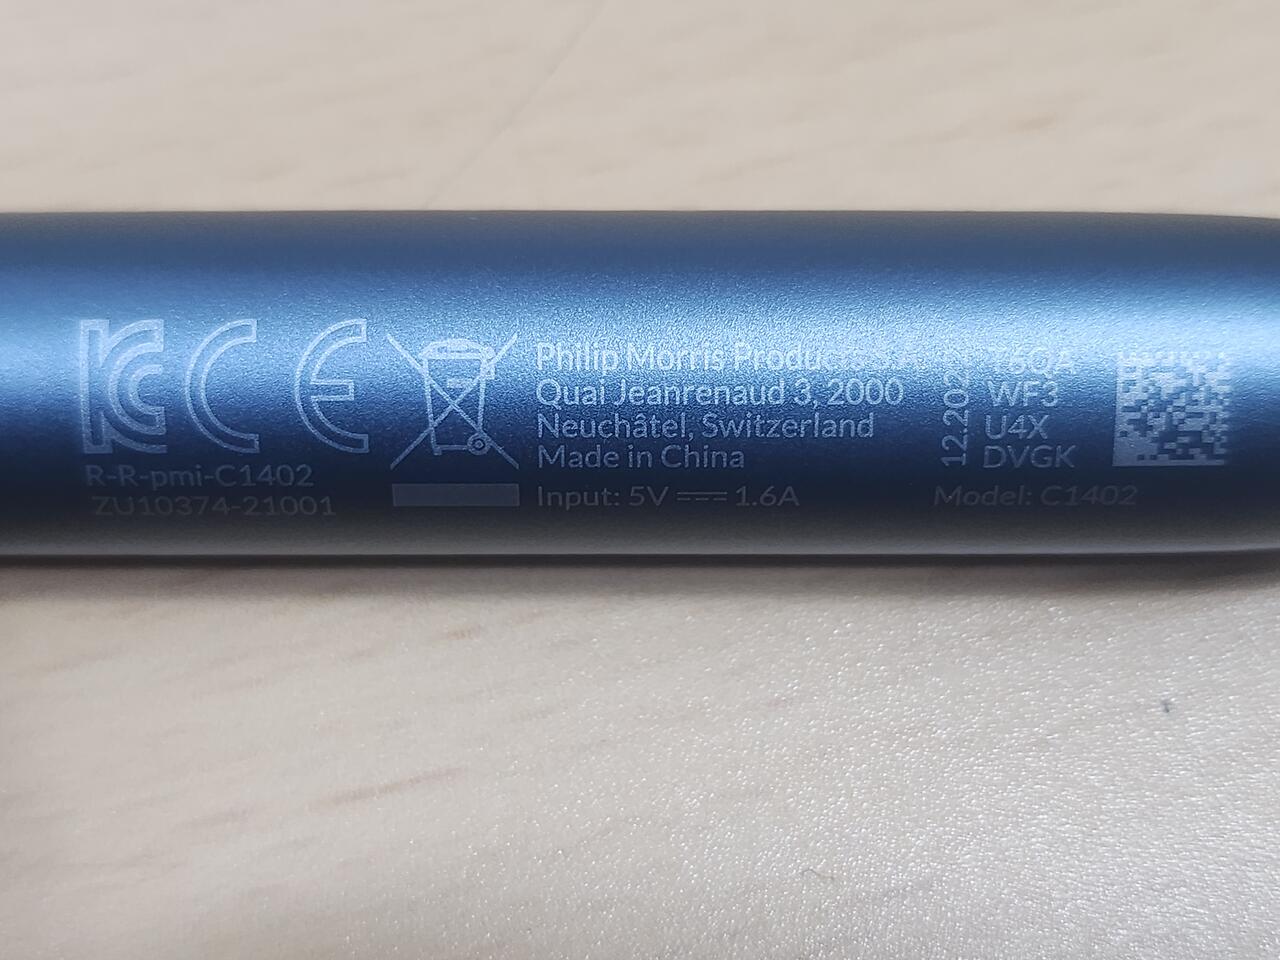 R-R-pmi-C1402
ZU10374-21001
Philip Morris Products
Quai Jeanrenaud 3, 2000
Neuchâtel, Switzerland
Made in China
Input: 5V ⎓ 1.6A
T6QA
WF3
U4X
DVGK
Model: C1402